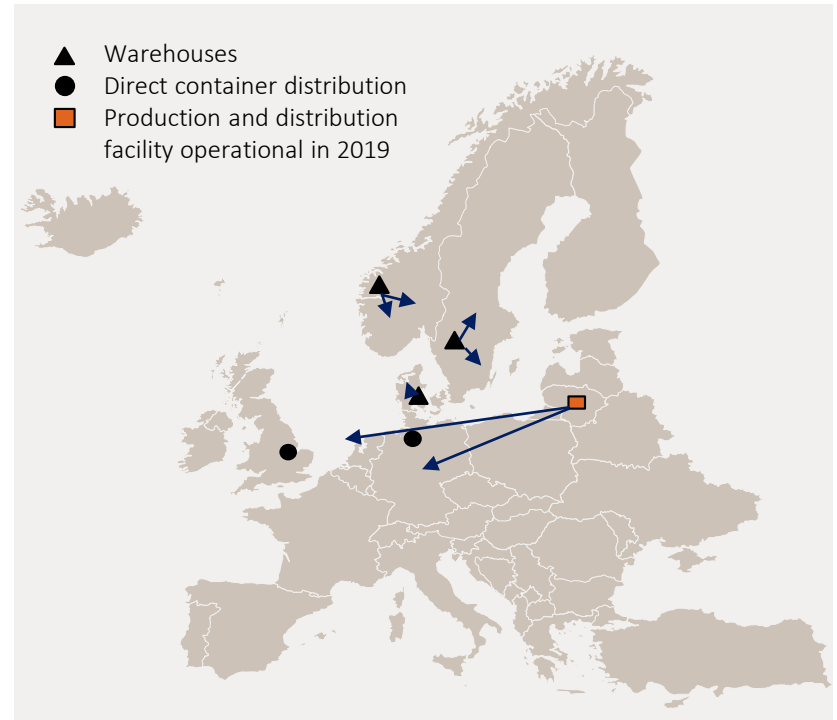 Warehouses
Direct container distribution
Production and distribution
facility operational in 2019